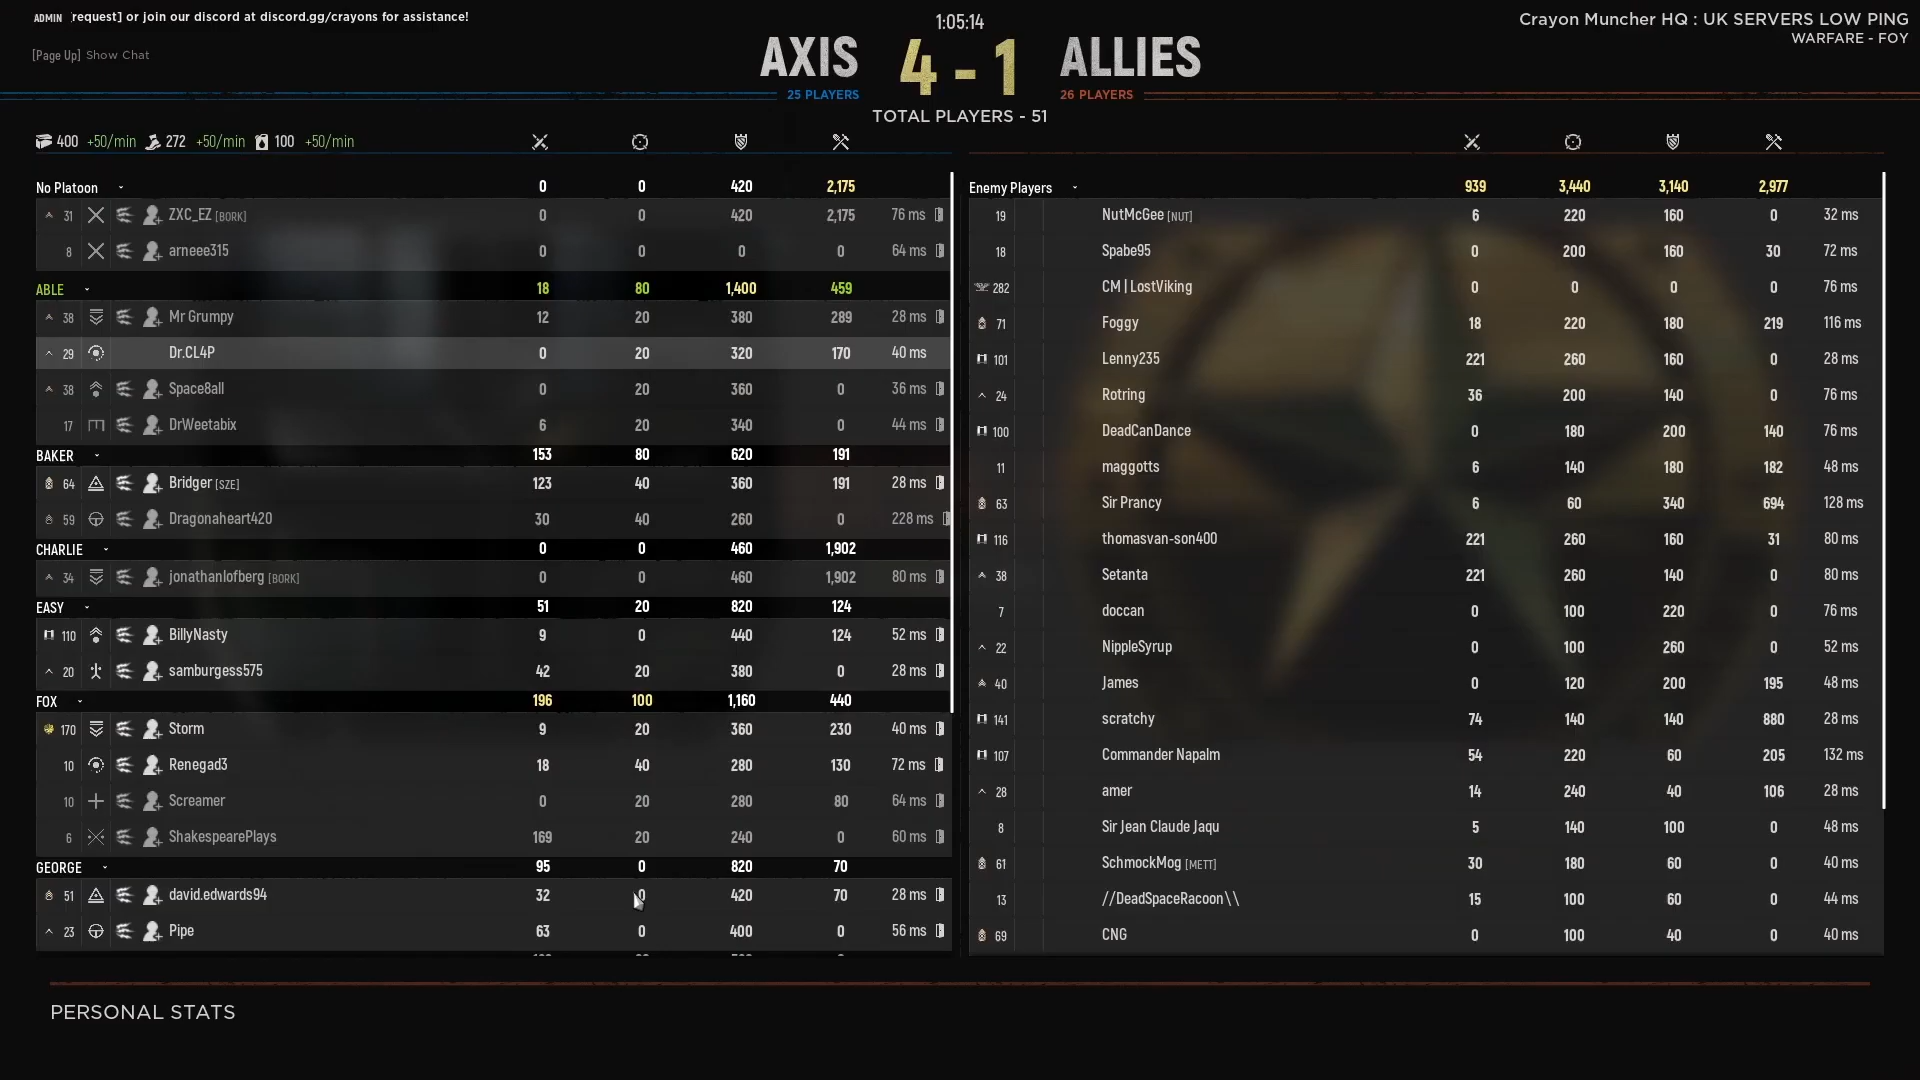 ADMIN request] or join our discord at discord.gg/crayons for assistance!
[Page Up] Show Chat
1:05:14
AXIS 4 - 1 ALLIES
25 PLAYERS 26 PLAYERS
TOTAL PLAYERS - 51
Crayon Muncher HQ : UK SERVERS LOW PING
WARFARE - FOY
400 +50/min 272 +50/min 100 +50/min
No Platoon 0 0 420 2,175
31 ZXC_EZ [BORK] 0 0 420 2,175 76 ms
8 arneee315 0 0 0 0 64 ms
ABLE 18 80 1,400 459
38 Mr Grumpy 12 20 380 289 28 ms
29 Dr.CL4P 0 20 320 170 40 ms
38 Space8all 0 20 360 0 36 ms
17 DrWeetabix 6 20 340 0 44 ms
BAKER 153 80 620 191
64 Bridger [SZE] 123 40 360 191 28 ms
59 Dragonaheart420 30 40 260 0 228 ms
CHARLIE 0 0 460 1,902
34 jonathanlofberg [BORK] 0 0 460 1,902 80 ms
EASY 51 20 820 124
110 BillyNasty 9 0 440 124 52 ms
20 samburgess575 42 20 380 0 28 ms
FOX 196 100 1,160 440
170 Storm 9 20 360 230 40 ms
10 Renegad3 18 40 280 130 72 ms
10 Screamer 0 20 280 80 64 ms
6 ShakespearePlays 169 20 240 0 60 ms
GEORGE 95 0 820 70
51 david.edwards94 32 0 420 70 28 ms
23 Pipe 63 0 400 0 56 ms
Enemy Players 939 3,440 3,140 2,977
19 NutMcGee [NUT] 6 220 160 0 32 ms
18 Spabe95 0 200 160 30 72 ms
282 CM | LostViking 0 0 0 0 76 ms
71 Foggy 18 220 180 219 116 ms
101 Lenny235 221 260 160 0 28 ms
24 Rotring 36 200 140 0 76 ms
100 DeadCanDance 0 180 200 140 76 ms
11 maggotts 6 140 180 182 48 ms
63 Sir Prancy 6 60 340 694 128 ms
116 thomasvan-son400 221 260 160 31 80 ms
38 Setanta 221 260 140 0 80 ms
7 doccan 0 100 220 0 76 ms
22 NippleSyrup 0 100 260 0 52 ms
40 James 0 120 200 195 48 ms
141 scratchy 74 140 140 880 28 ms
107 Commander Napalm 54 220 60 205 132 ms
28 amer 14 240 40 106 28 ms
8 Sir Jean Claude Jaqu 5 140 100 0 48 ms
61 SchmockMog [METT] 30 180 60 0 40 ms
13 //DeadSpaceRacoon\\ 15 100 60 0 44 ms
69 CNG 0 100 40 0 40 ms
PERSONAL STATS